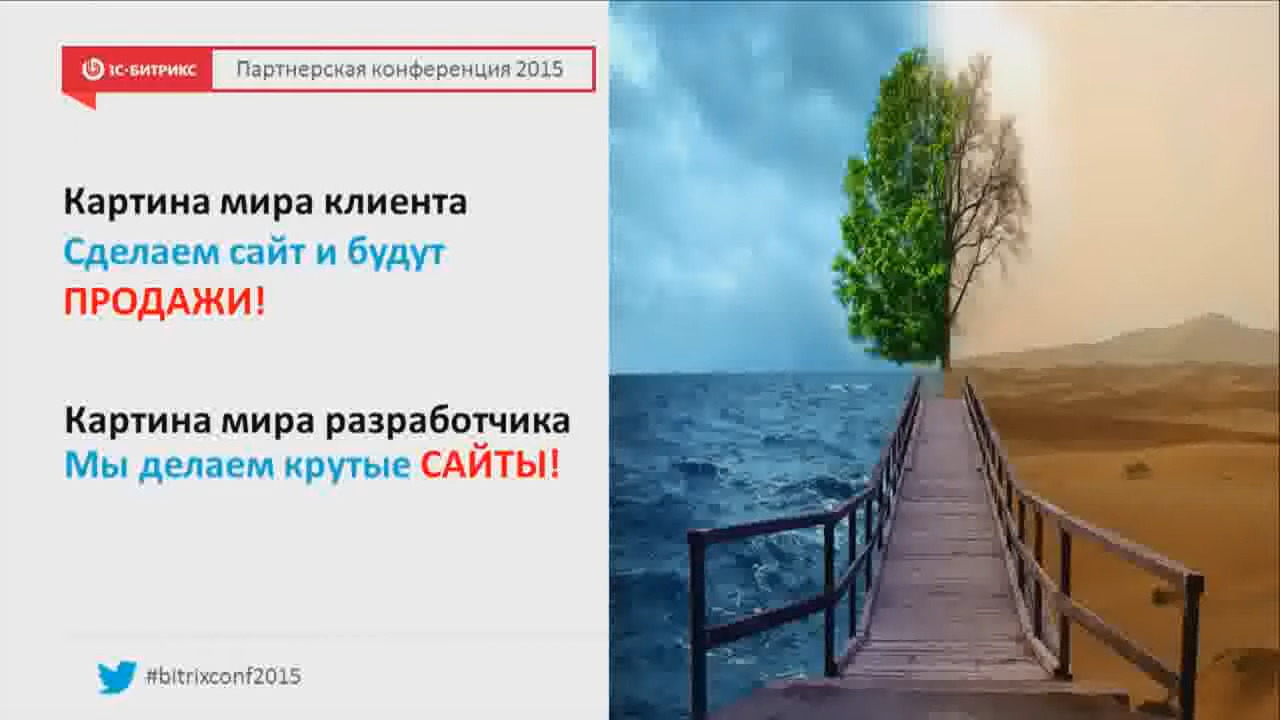 1С-БИТРИКС Партнерская конференция 2015
Картина мира клиента
Сделаем сайт и будут
ПРОДАЖИ!
Картина мира разработчика
Мы делаем крутые САЙТЫ!
#bitrixconf2015